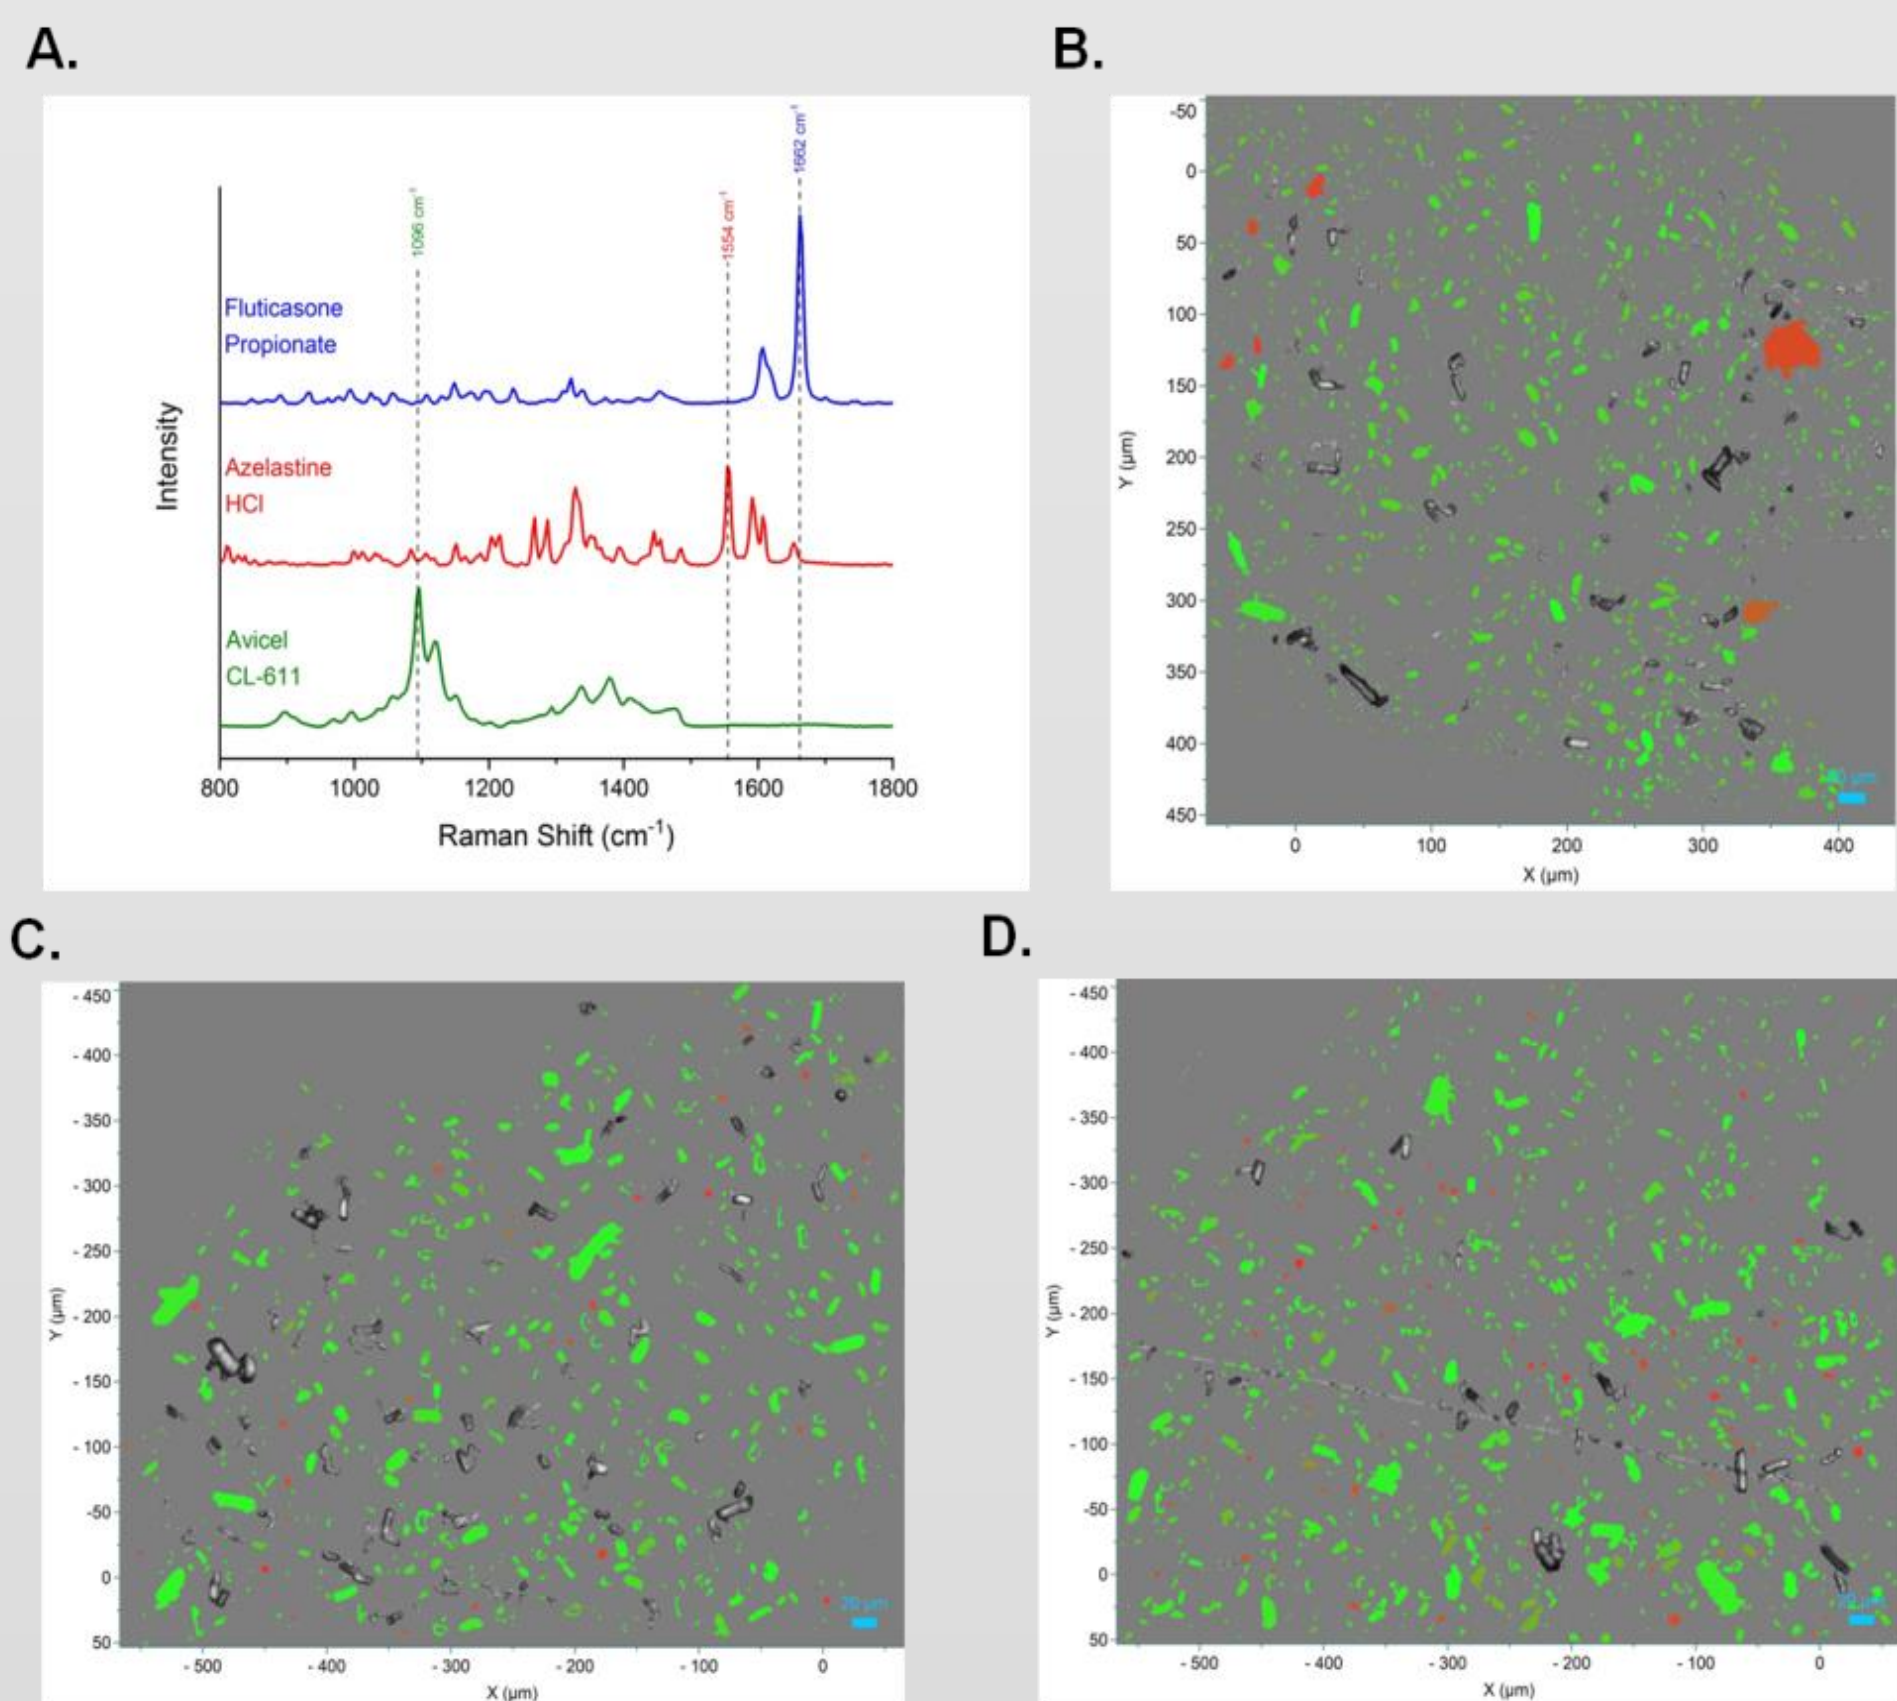 A.
1096 cm⁻¹
1554 cm⁻¹
1662 cm⁻¹
Fluticasone
Propionate
Azelastine
HCl
Avicel
CL-611
Intensity
800 1000 1200 1400 1600 1800
Raman Shift (cm⁻¹)
B.
-50
0
50
100
150
200
250
300
350
400
450
Y (µm)
0 100 200 300 400
X (µm)
C.
- 450
- 400
- 350
- 300
- 250
- 200
- 150
- 100
-50
0
50
Y (µm)
20 µm
- 500 - 400 - 300 - 200 - 100 0
X (µm)
D.
- 450
- 400
- 350
- 300
- 250
- 200
- 150
- 100
-50
0
50
Y (µm)
- 500 - 400 - 300 - 200 - 100 0
X (µm)